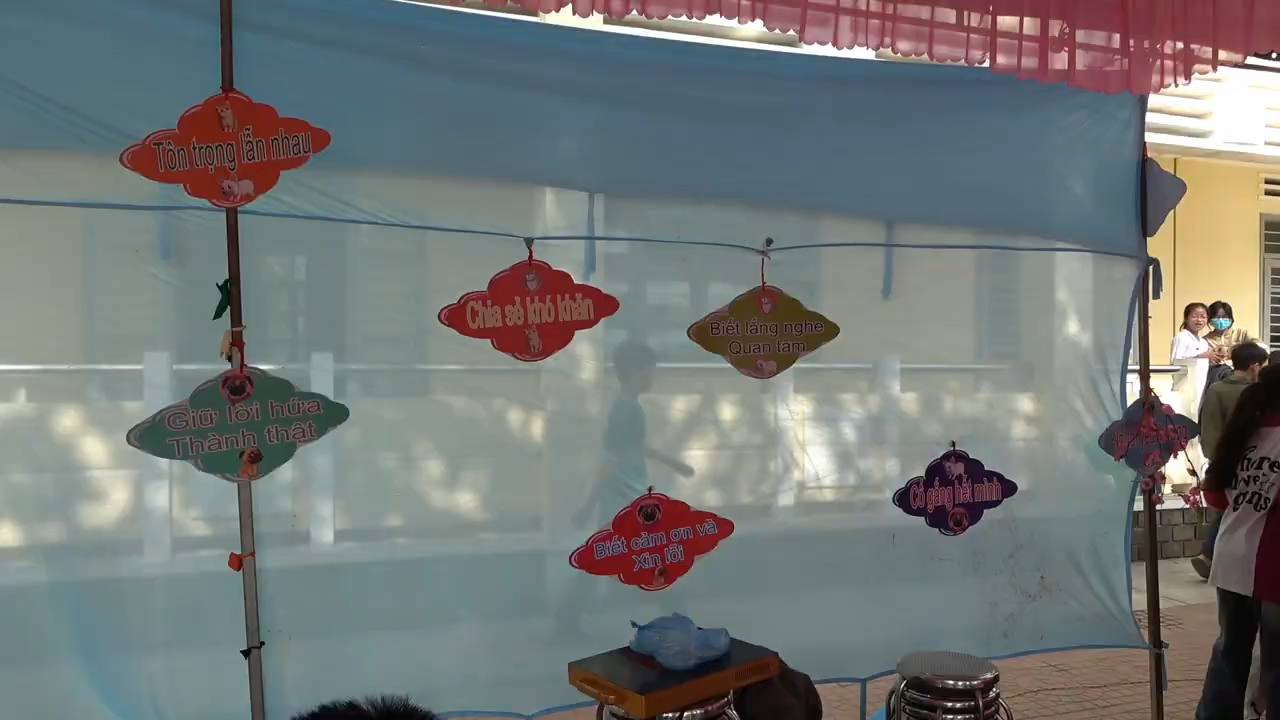 Tôn trọng lẫn nhau
Chia sẻ khó khăn
Biết lắng nghe
Quan tâm
Giữ lời hứa
Thành thật
Cố gắng hết mình
Biết cảm ơn và
Xin lỗi